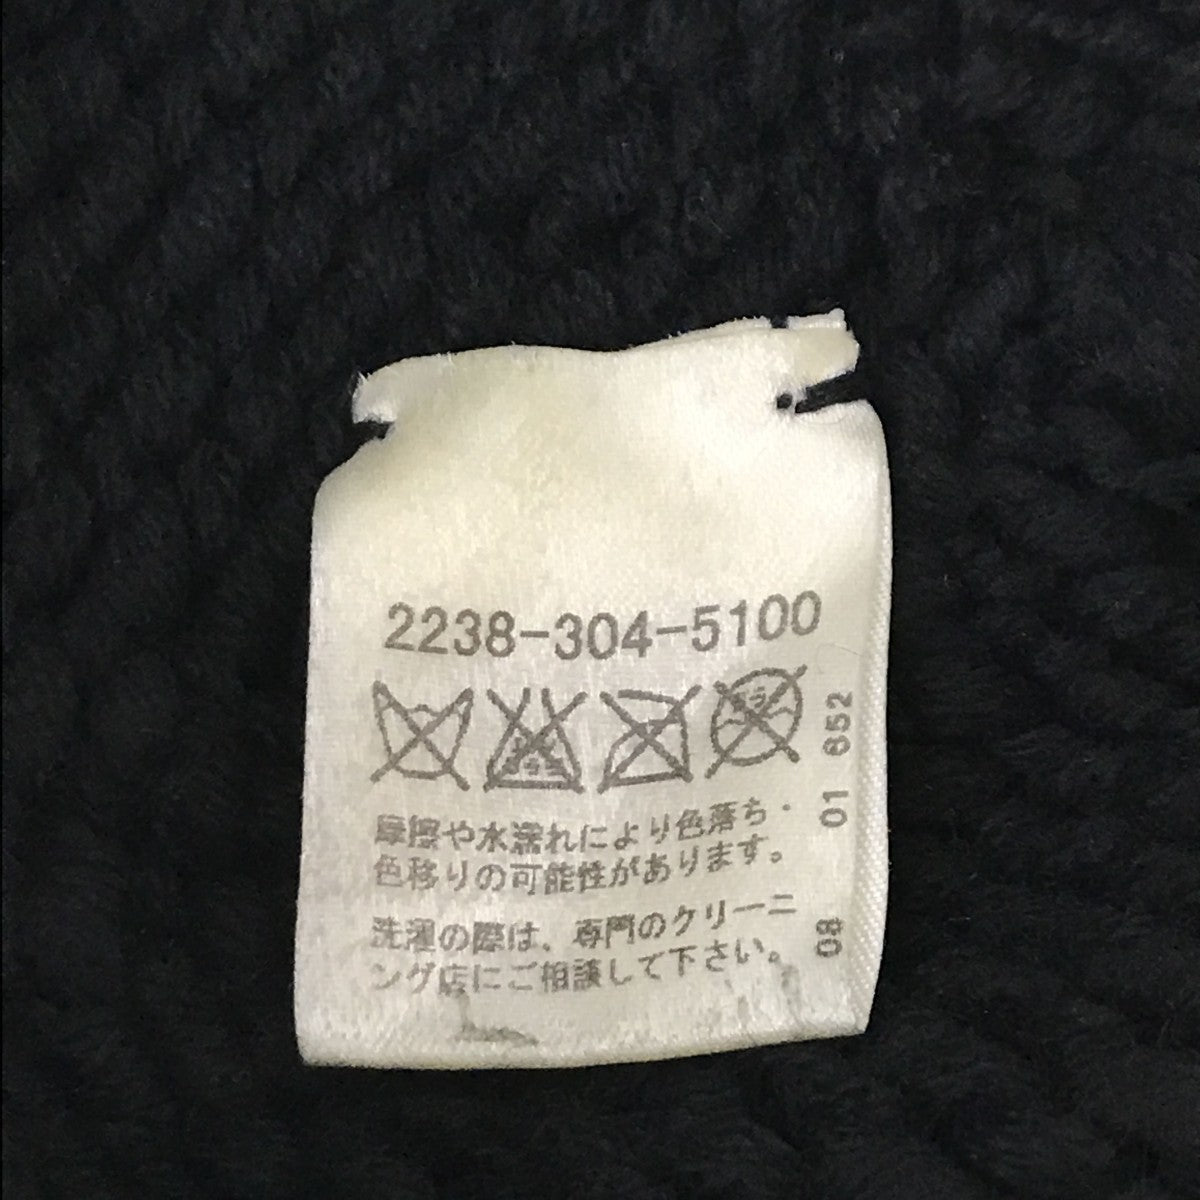 2238-304-5100
摩擦や水濡れにより色落ち・
色移りの可能性があります。
洗濯の際は、専門のクリーニ
ング店にご相談して下さい。
08 01 652